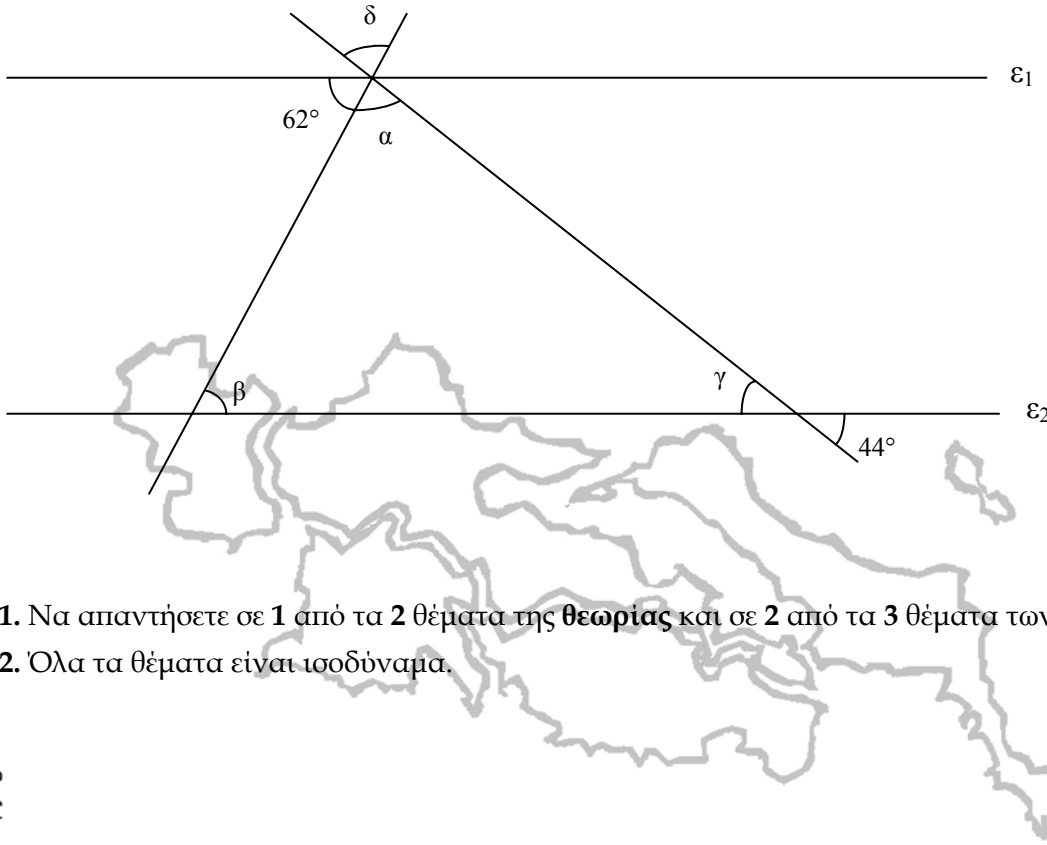 δ
ε1
62°
α
β
γ
ε2
44°
1. Να απαντήσετε σε 1 από τα 2 θέματα της θεωρίας και σε 2 από τα 3 θέματα των
2. Όλα τα θέματα είναι ισοδύναμα.